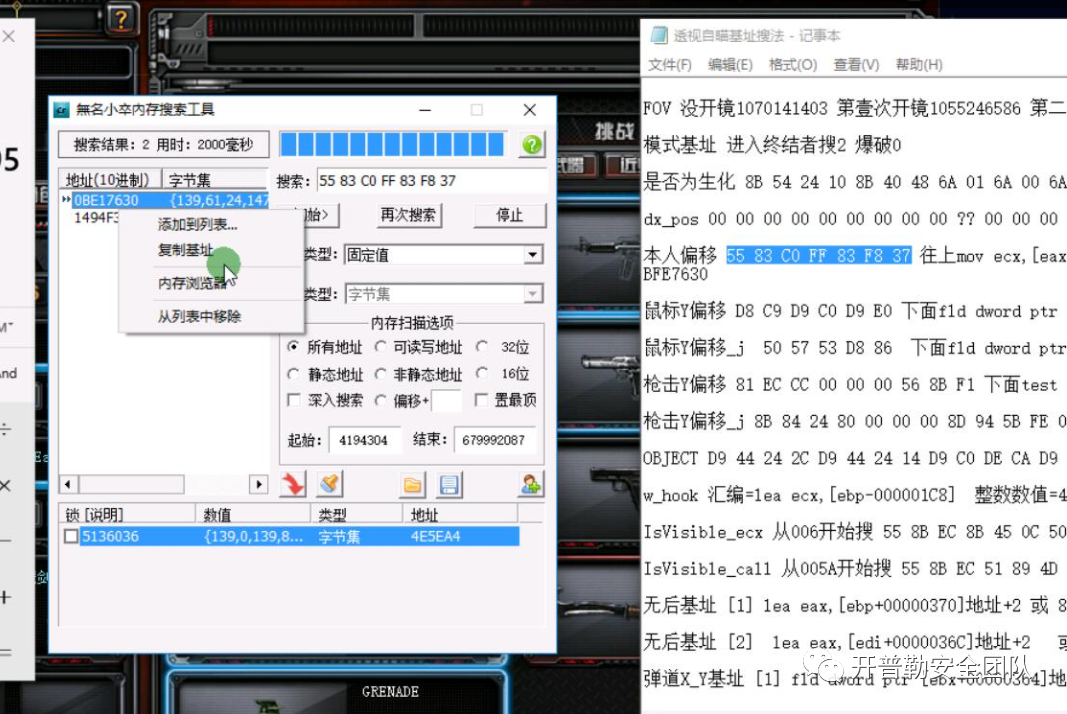 ?
無名小卒内存搜索工具
搜索结果：2 用时：2000毫秒
地址(10进制) 字节集
搜索： 55 83 C0 FF 83 F8 37
0BE17630 {139,61,24,147
1494F3
始> 再次搜索 停止
添加到列表...
复制基址
内存浏览器
从列表中移除
类型： 固定值
类型： 字节集
内存扫描选项
所有地址 可读写地址 32位
静态地址 非静态地址 16位
深入搜索 偏移+ 置最顶
起始： 4194304 结束： 679992087
锁 [说明] 数值 类型 地址
5136036 {139,0,139,8... 字节集 4E5EA4
挑战
GRENADE
透视自瞄基址搜法 - 记事本
文件(F) 编辑(E) 格式(O) 查看(V) 帮助(H)
FOV 没开镜1070141403 第壹次开镜1055246586 第二
模式基址 进入终结者搜2 爆破0
是否为生化 8B 54 24 10 8B 40 48 6A 01 6A 00 6A
dx_pos 00 00 00 00 00 00 00 00 ?? 00 00 00
本人偏移 55 83 C0 FF 83 F8 37 往上mov ecx,[eax
BFE7630
鼠标Y偏移 D8 C9 D9 C0 D9 E0 下面fld dword ptr
鼠标Y偏移_j 50 57 53 D8 86 下面fld dword ptr
枪击Y偏移 81 EC CC 00 00 00 56 8B F1 下面test
枪击Y偏移_j 8B 84 24 80 00 00 00 8D 94 5B FE 0
OBJECT D9 44 24 2C D9 44 24 14 D9 C0 DE CA D9
w_hook 汇编=lea ecx,[ebp-000001C8] 整数数值=4
IsVisible_ecx 从006开始搜 55 8B EC 8B 45 0C 50
IsVisible_call 从005A开始搜 55 8B EC 51 89 4D
无后基址 [1] lea eax,[ebp+00000370]地址+2 或 8
无后基址 [2] lea eax,[edi+0000036C]地址+2
弹道X_Y基址 [1] fld dword ptr [ebx+00000364]地
开普勒安全团队